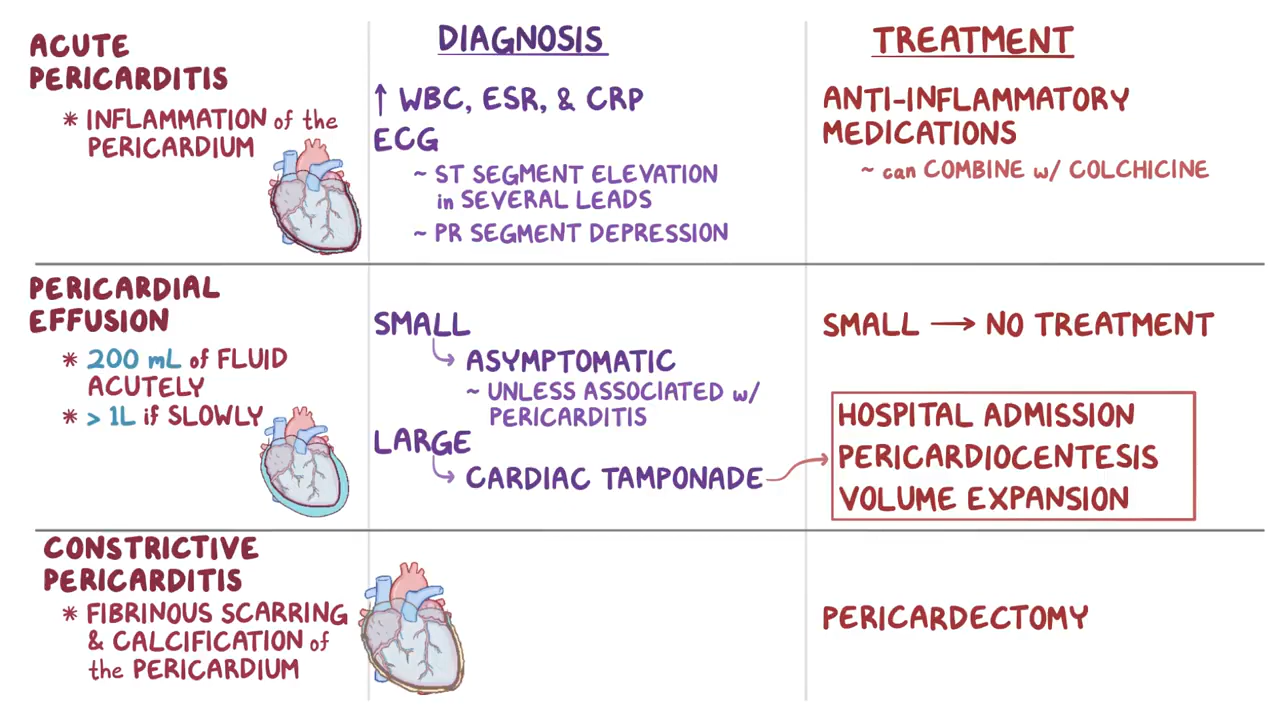 DIAGNOSIS
TREATMENT
ACUTE
PERICARDITIS
* INFLAMMATION of the
PERICARDIUM
↑ WBC, ESR, & CRP
ECG
~ ST SEGMENT ELEVATION
in SEVERAL LEADS
~ PR SEGMENT DEPRESSION
ANTI-INFLAMMATORY
MEDICATIONS
~ can COMBINE w/ COLCHICINE
PERICARDIAL
EFFUSION
* 200 mL of FLUID
ACUTELY
* > 1L if SLOWLY
SMALL
ASYMPTOMATIC
~ UNLESS ASSOCIATED w/
PERICARDITIS
LARGE
CARDIAC TAMPONADE
SMALL → NO TREATMENT
HOSPITAL ADMISSION
PERICARDIOCENTESIS
VOLUME EXPANSION
CONSTRICTIVE
PERICARDITIS
* FIBRINOUS SCARRING
& CALCIFICATION of
the PERICARDIUM
PERICARDECTOMY